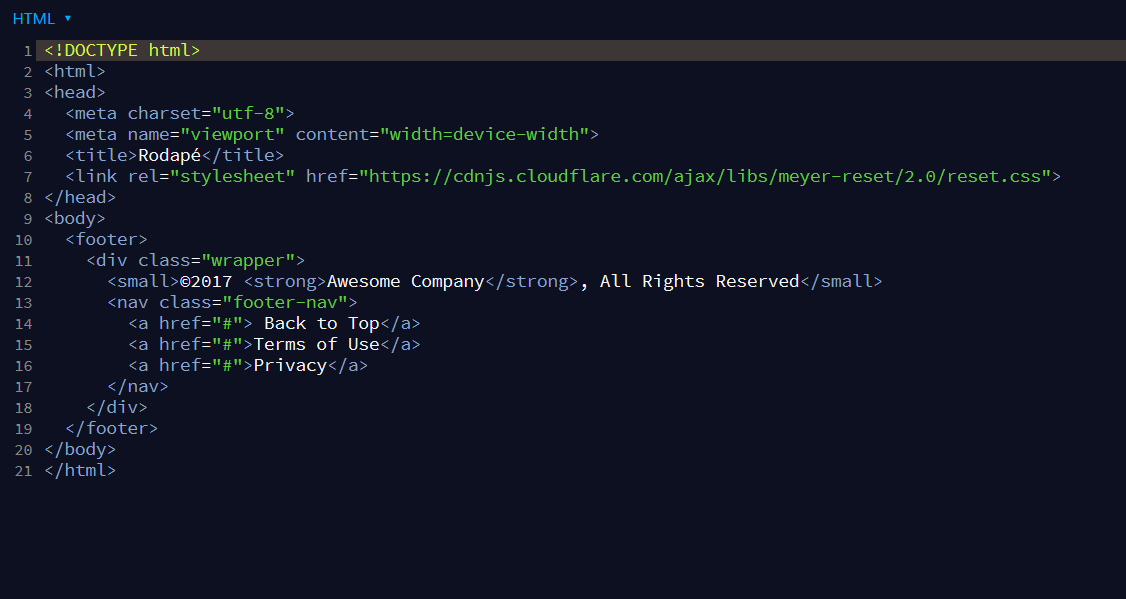 HTML ▼
1 <!DOCTYPE html>
2 <html>
3 <head>
4   <meta charset="utf-8">
5   <meta name="viewport" content="width=device-width">
6   <title>Rodapé</title>
7   <link rel="stylesheet" href="https://cdnjs.cloudflare.com/ajax/libs/meyer-reset/2.0/reset.css">
8 </head>
9 <body>
10   <footer>
11     <div class="wrapper">
12       <small>©2017 <strong>Awesome Company</strong>, All Rights Reserved</small>
13       <nav class="footer-nav">
14         <a href="#"> Back to Top</a>
15         <a href="#">Terms of Use</a>
16         <a href="#">Privacy</a>
17       </nav>
18     </div>
19   </footer>
20 </body>
21 </html>